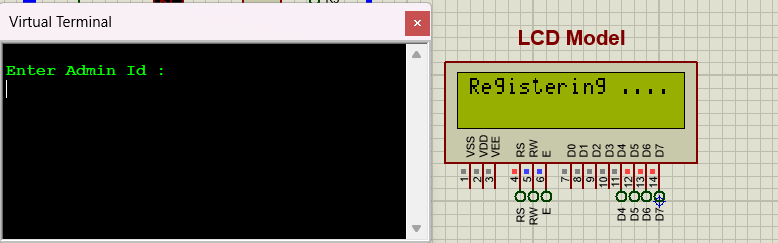 Virtual Terminal
Enter Admin Id :
LCD Model
Registering ....
VSS VDD VEE RS RW E D0 D1 D2 D3 D4 D5 D6 D7
1 2 3 4 5 6 7 8 9 10 11 12 13 14
RS RW E D4 D5 D6 D7